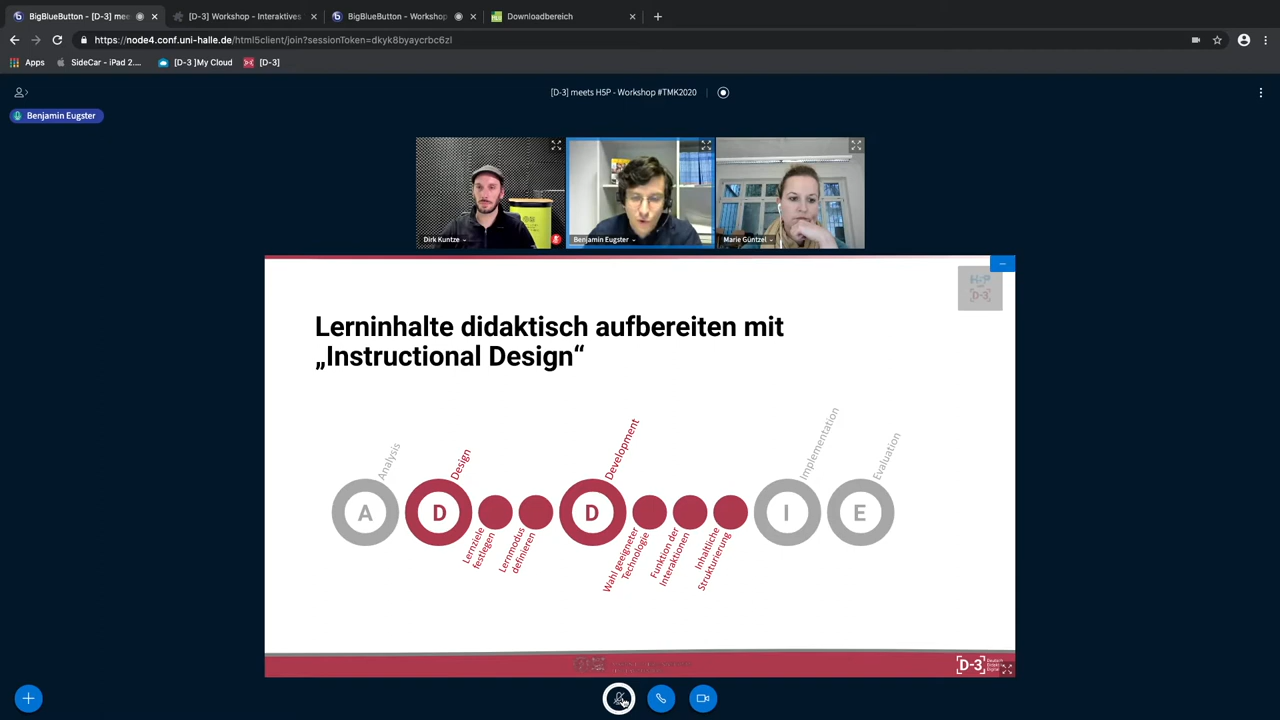 BigBlueButton - [D-3] mee
[D-3] Workshop - Interaktives
BigBlueButton - Workshop
Downloadbereich
https://node4.conf.uni-halle.de/html5client/join?sessionToken=dkyk8byaycrbc6zl
Apps
SideCar - iPad 2....
[D-3 ]My Cloud
[D-3]
[D-3] meets H5P - Workshop #TMK2020
Benjamin Eugster
Dirk Kuntze
Benjamin Eugster
Marie Güntzel
H5P
[D-3]
Lerninhalte didaktisch aufbereiten mit
„Instructional Design“
Analysis
Design
Development
Implementation
Evaluation
A
D
D
I
E
Lernziele
festlegen
Lernmodus
definieren
Wahl geeigneter
Technologie
Funktion der
Interaktionen
Inhaltliche
Strukturierung
[D-3]